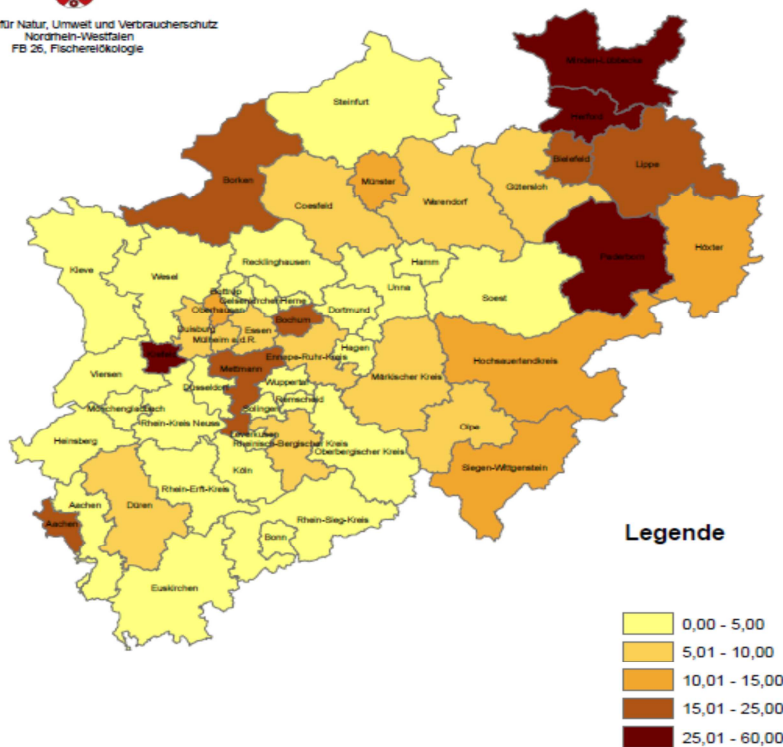 für Natur, Umwelt und Verbraucherschutz
Nordrhein-Westfalen
FB 26, Fischereiökologie
Minden-Lübbecke
Herford
Steinfurt
Bielefeld
Lippe
Borken
Münster
Coesfeld
Warendorf
Gütersloh
Paderborn
Höxter
Kleve
Wesel
Recklinghausen
Hamm
Unna
Soest
Bottrop
Gelsenkirchen
Herne
Oberhausen
Bochum
Dortmund
Duisburg
Essen
Mülheim a.d.R.
Hagen
Ennepe-Ruhr-Kreis
Hochsauerlandkreis
Mettmann
Märkischer Kreis
Viersen
Düsseldorf
Wuppertal
Remscheid
Mönchengladbach
Solingen
Rhein-Kreis Neuss
Olpe
Heinsberg
Leverkusen
Rheinisch-Bergischer Kreis
Oberbergischer Kreis
Siegen-Wittgenstein
Köln
Rhein-Erft-Kreis
Aachen
Düren
Aachen
Rhein-Sieg-Kreis
Bonn
Euskirchen
Legende
0,00 - 5,00
5,01 - 10,00
10,01 - 15,00
15,01 - 25,00
25,01 - 60,00